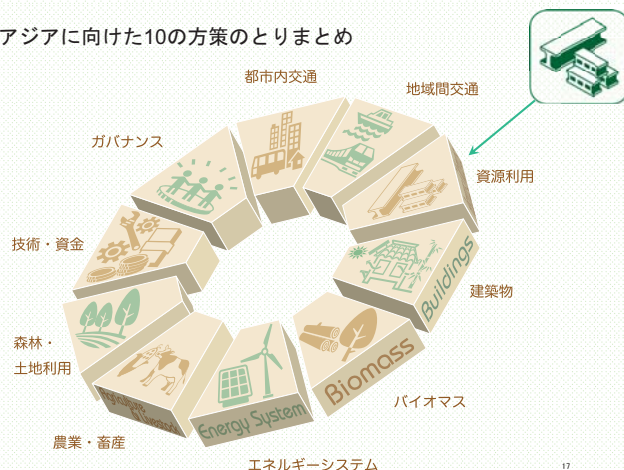 アジアに向けた10の方策のとりまとめ
都市内交通
地域間交通
ガバナンス
資源利用
技術・資金
建築物
Buildings
森林・
土地利用
Biomass
バイオマス
Agriculture
& Livestock
Energy System
農業・畜産
エネルギーシステム
17